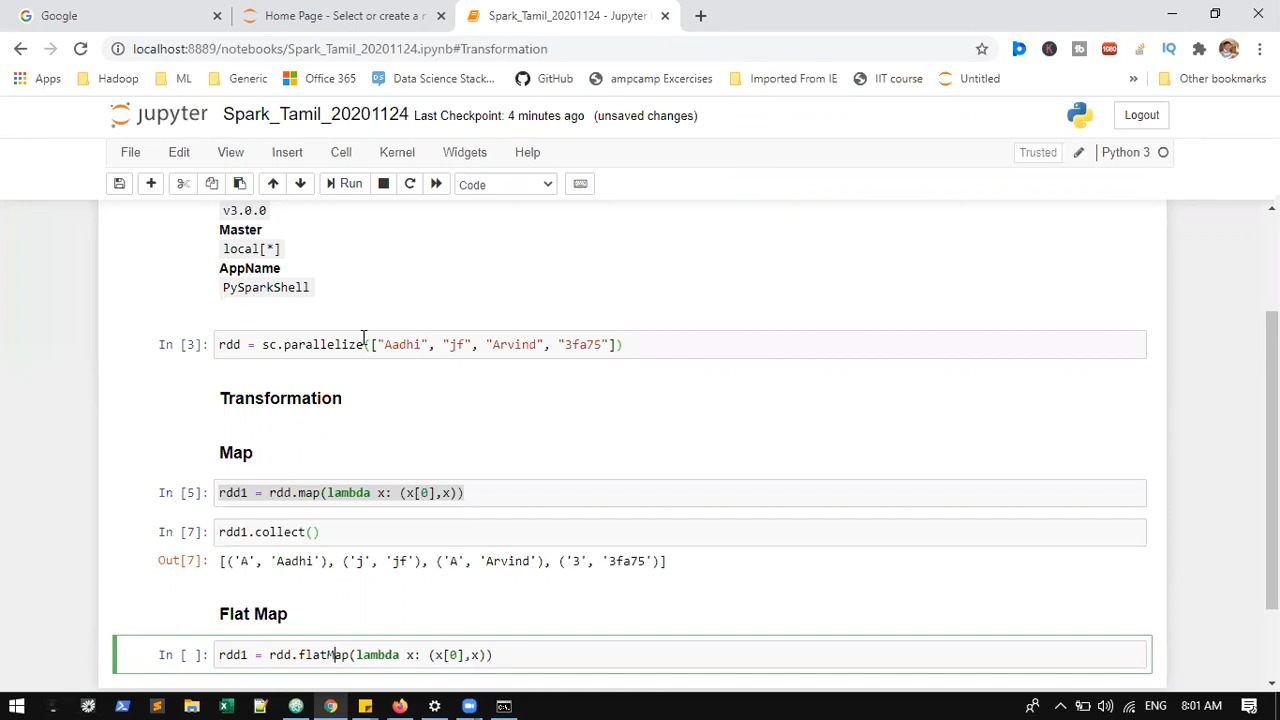 Google
Home Page - Select or create a n
Spark_Tamil_20201124 - Jupyter
localhost:8889/notebooks/Spark_Tamil_20201124.ipynb#Transformation
Apps Hadoop ML Generic Office 365 Data Science Stack... GitHub ampcamp Excercises Imported From IE IIT course Untitled » Other bookmarks
jupyter Spark_Tamil_20201124 Last Checkpoint: 4 minutes ago (unsaved changes) Logout
File Edit View Insert Cell Kernel Widgets Help Trusted Python 3
Run Code
v3.0.0
Master
local[*]
AppName
PySparkShell
In [3]: rdd = sc.parallelize(["Aadhi", "jf", "Arvind", "3fa75"])
Transformation
Map
In [5]: rdd1 = rdd.map(lambda x: (x[0],x))
In [7]: rdd1.collect()
Out[7]: [('A', 'Aadhi'), ('j', 'jf'), ('A', 'Arvind'), ('3', '3fa75')]
Flat Map
In [ ]: rdd1 = rdd.flatMap(lambda x: (x[0],x))
ENG 8:01 AM